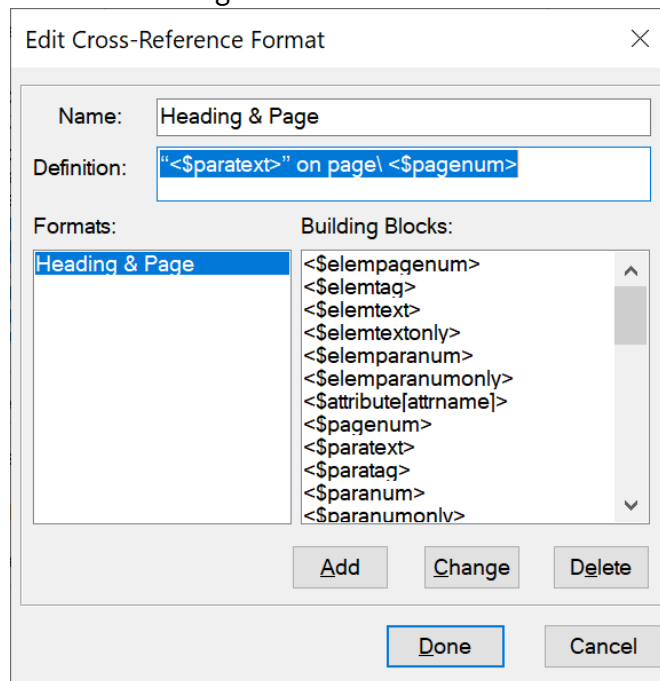 Edit Cross-Reference Format
Name: Heading & Page
Definition: “<$paratext>” on page\ <$pagenum>
Formats: Building Blocks:
Heading & Page
<$elempagenum>
<$elemtag>
<$elemtext>
<$elemtextonly>
<$elemparanum>
<$elemparanumonly>
<$attribute[attrname]>
<$pagenum>
<$paratext>
<$paratag>
<$paranum>
<$paranumonly>
Add Change Delete
Done Cancel